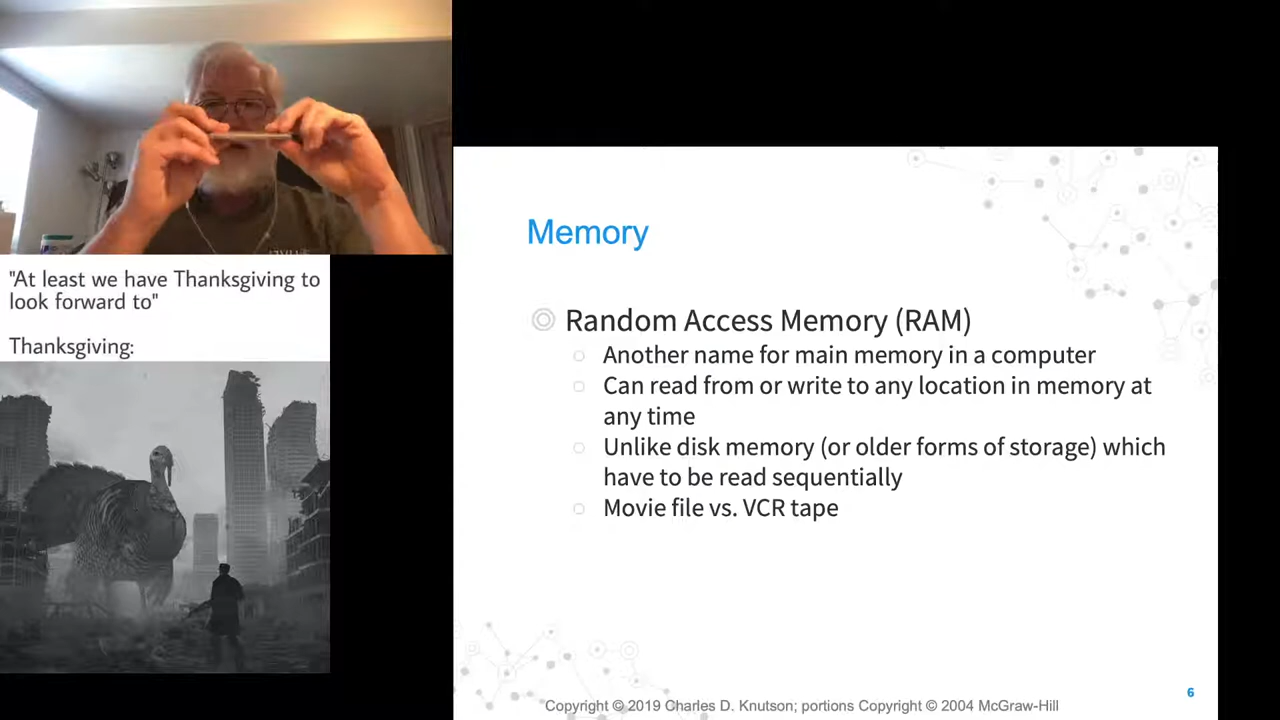 "At least we have Thanksgiving to
look forward to"
Thanksgiving:
Memory
Random Access Memory (RAM)
Another name for main memory in a computer
Can read from or write to any location in memory at
any time
Unlike disk memory (or older forms of storage) which
have to be read sequentially
Movie file vs. VCR tape
6
Copyright © 2019 Charles D. Knutson; portions Copyright © 2004 McGraw-Hill